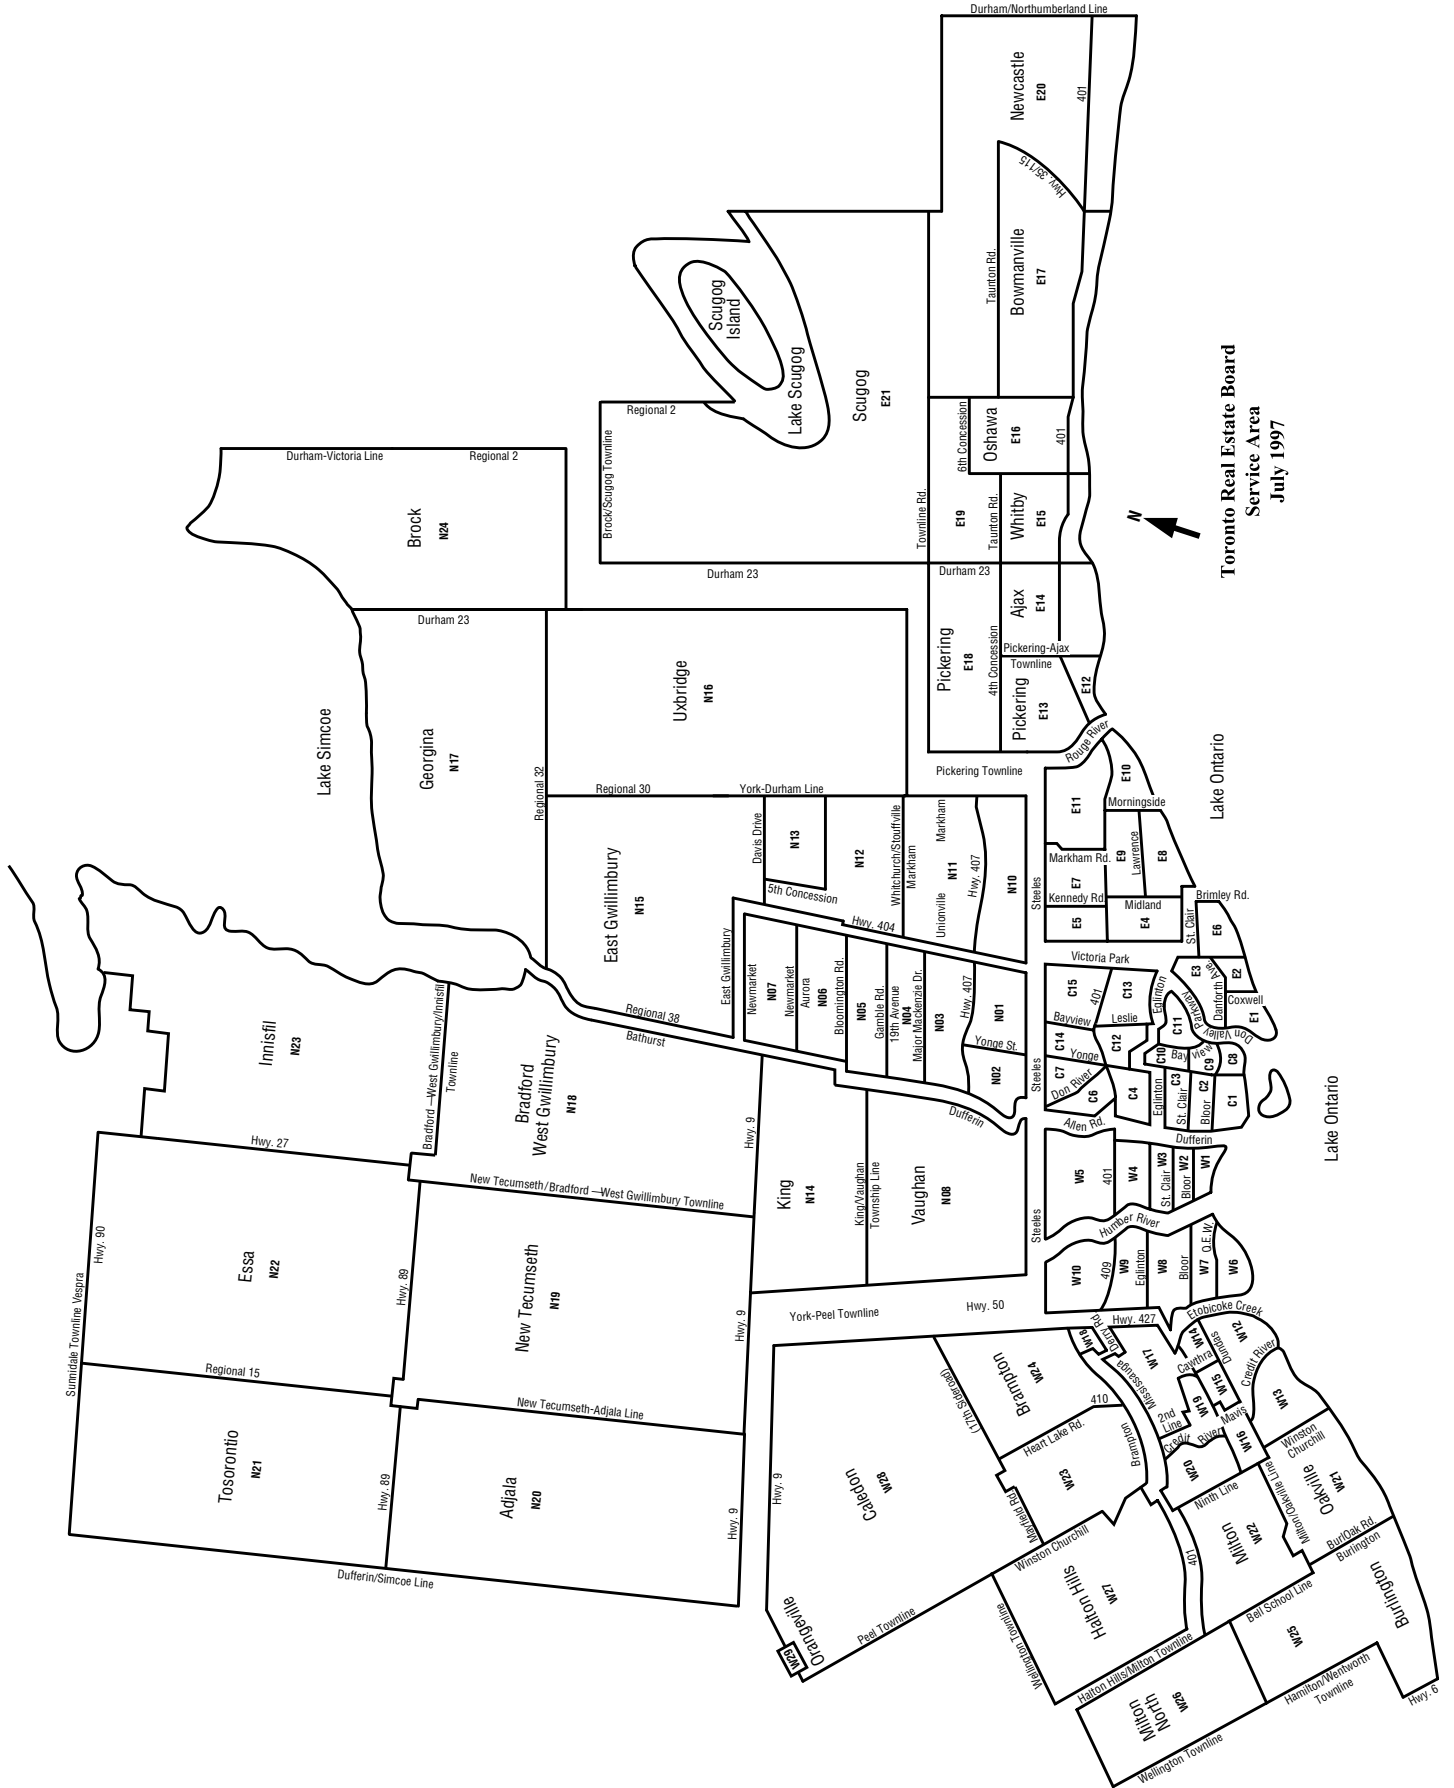 Durham/Northumberland Line
Newcastle
E20
401
Hwy. 35/115
Taunton Rd.
Bowmanville
E17
Scugog
Island
Lake Scugog
Scugog
E21
Regional 2
Brock/Scugog Townline
Townline Rd.
6th Concession
Oshawa
E16
401
E19
Taunton Rd.
Whitby
E15
Durham 23
Durham 23
Ajax
E14
Pickering-Ajax
Townline
Pickering
E18
4th Concession
Pickering
E13
E12
Rouge River
Pickering Townline
N
Toronto Real Estate Board
Service Area
July 1997
Durham-Victoria Line
Regional 2
Brock
N24
Durham 23
Lake Simcoe
Georgina
N17
Regional 32
Uxbridge
N16
Regional 30
York-Durham Line
East Gwillimbury
N15
Davis Drive
N13
5th Concession
N12
Whitchurch/Stouffville
Markham
Markham
Unionville
N11
Hwy. 407
N10
Hwy. 404
East Gwillimbury
Newmarket
N07
Newmarket
Aurora
N06
Bloomington Rd.
N05
Gamble Rd.
19th Avenue
N04
Major Mackenzie Dr.
N03
Hwy. 407
N01
Yonge St.
N02
Regional 38
Bathurst
Dufferin
Steeles
Steeles
Steeles
Innisfil
N23
Bradford —West Gwillimbury/Innisfil
Townline
Bradford
West Gwillimbury
N18
Hwy. 27
New Tecumseth/Bradford —West Gwillimbury Townline
Hwy. 9
King
N14
King/Vaughan
Township Line
Vaughan
N08
Hwy. 90
Sunnidale Townline Vespra
Essa
N22
Hwy. 89
New Tecumseth
N19
Hwy. 9
York-Peel Townline
Hwy. 50
Regional 15
New Tecumseth-Adjala Line
Tosorontio
N21
Hwy. 89
Adjala
N20
Hwy. 9
Dufferin/Simcoe Line
E11
E10
Morningside
Markham Rd.
E9
Lawrence
E8
E7
Kennedy Rd.
E5
Midland
E4
Brimley Rd.
St. Clair
E6
Victoria Park
E3
Danforth Ave.
E2
Coxwell
E1
Don Valley Parkway
Lake Ontario
Lake Ontario
C15
401
C13
Eglinton
Leslie
Bayview
C14
Yonge
C12
C11
C10
Bay view
C9
C8
C7
Don River
C6
C4
Eglinton
C3
St. Clair
C2
Bloor
C1
Allen Rd.
Dufferin
W5
401
W4
W3
St. Clair
W2
Bloor
W1
Humber River
W10
409
W9
Eglinton
W8
Bloor
W7
Q.E.W.
W6
Etobicoke Creek
Hwy. 427
Derry Rd
W18
W17
Mississauga
Brampton
W14
Cawthra
Dundas
W12
Credit River
W13
W15
W19
2nd
Line
Mavis
W16
Credit River
W20
Winston
Churchill
W21
Oakville
Milton/Oakville Line
BurlOak Rd.
Burlington
Ninth Line
Milton
W22
401
Bell School Line
Burlington
W25
Hamilton/Wentworth
Townline
Hwy. 6
Hwy. 9
Caledon
W28
(17th Sideroad)
Brampton
W24
410
Heart Lake Rd.
W23
Mayfield Rd
Winston Churchill
Wellington Townline
Halton Hills
W27
Halton Hills/Milton Townline
Orangeville
W29
Peel Townline
Milton
North
W26
Wellington Townline